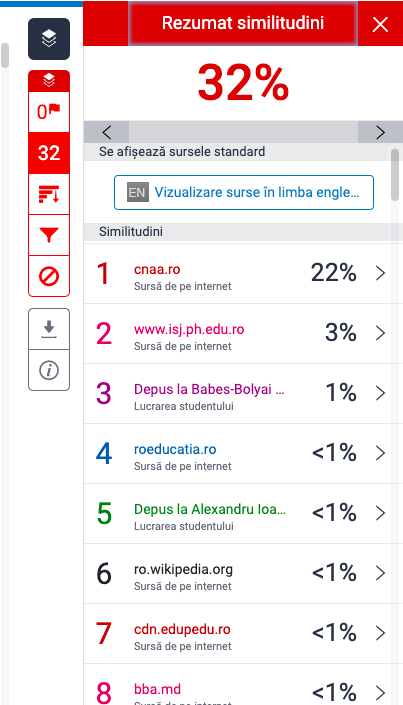 Rezumat similitudini
32%
0
32
Se afișează sursele standard
EN Vizualizare surse în limba engle...
Similitudini
1 cnaa.ro 22%
Sursă de pe internet
2 www.isj.ph.edu.ro 3%
Sursă de pe internet
3 Depus la Babes-Bolyai ... 1%
Lucrarea studentului
4 roeducatia.ro <1%
Sursă de pe internet
5 Depus la Alexandru Ioa... <1%
Lucrarea studentului
6 ro.wikipedia.org <1%
Sursă de pe internet
7 cdn.edupedu.ro <1%
Sursă de pe internet
8 bba.md <1%
Sursă de pe internet